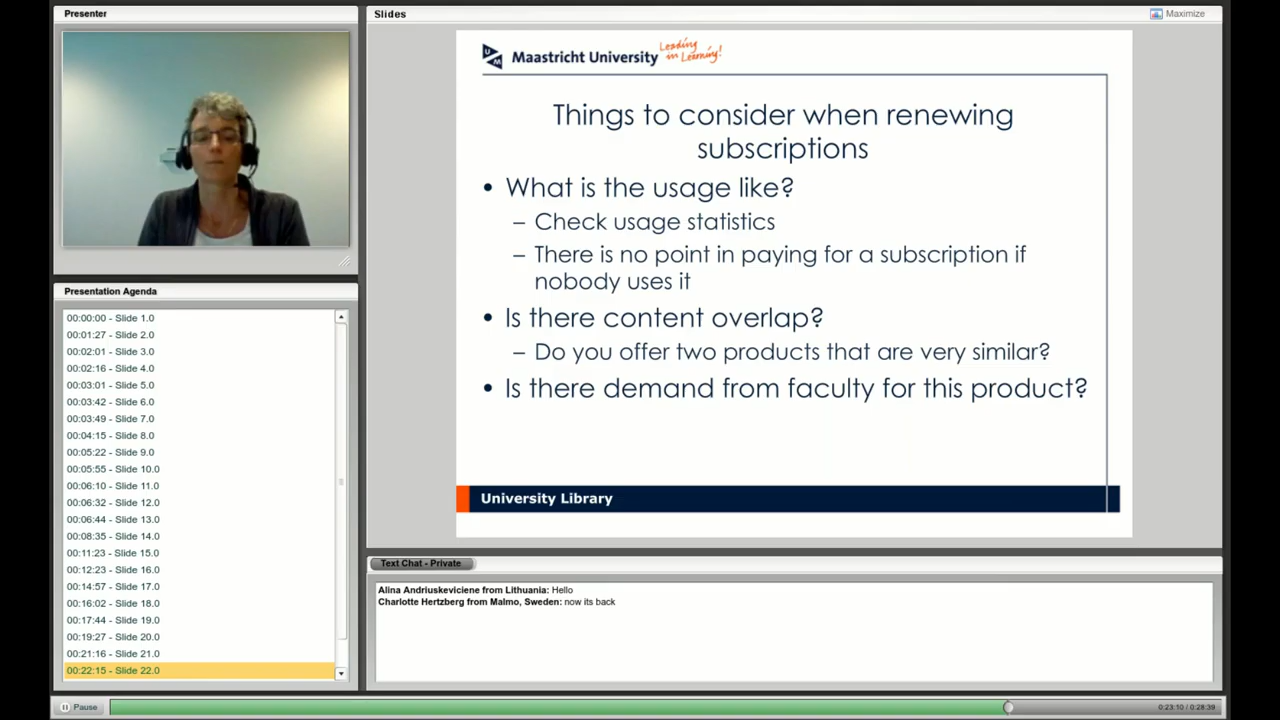 Presenter
Slides
Maximize
UM
Maastricht University
Leading
in Learning!
Things to consider when renewing
subscriptions
• What is the usage like?
– Check usage statistics
– There is no point in paying for a subscription if
nobody uses it
• Is there content overlap?
– Do you offer two products that are very similar?
• Is there demand from faculty for this product?
University Library
Presentation Agenda
00:00:00 - Slide 1.0
00:01:27 - Slide 2.0
00:02:01 - Slide 3.0
00:02:16 - Slide 4.0
00:03:01 - Slide 5.0
00:03:42 - Slide 6.0
00:03:49 - Slide 7.0
00:04:15 - Slide 8.0
00:05:22 - Slide 9.0
00:05:55 - Slide 10.0
00:06:10 - Slide 11.0
00:06:32 - Slide 12.0
00:06:44 - Slide 13.0
00:08:35 - Slide 14.0
00:11:23 - Slide 15.0
00:12:23 - Slide 16.0
00:14:57 - Slide 17.0
00:16:02 - Slide 18.0
00:17:44 - Slide 19.0
00:19:27 - Slide 20.0
00:21:16 - Slide 21.0
00:22:15 - Slide 22.0
Text Chat - Private
Alina Andriuskeviciene from Lithuania: Hello
Charlotte Hertzberg from Malmo, Sweden: now its back
Pause
0:23:10 / 0:28:39